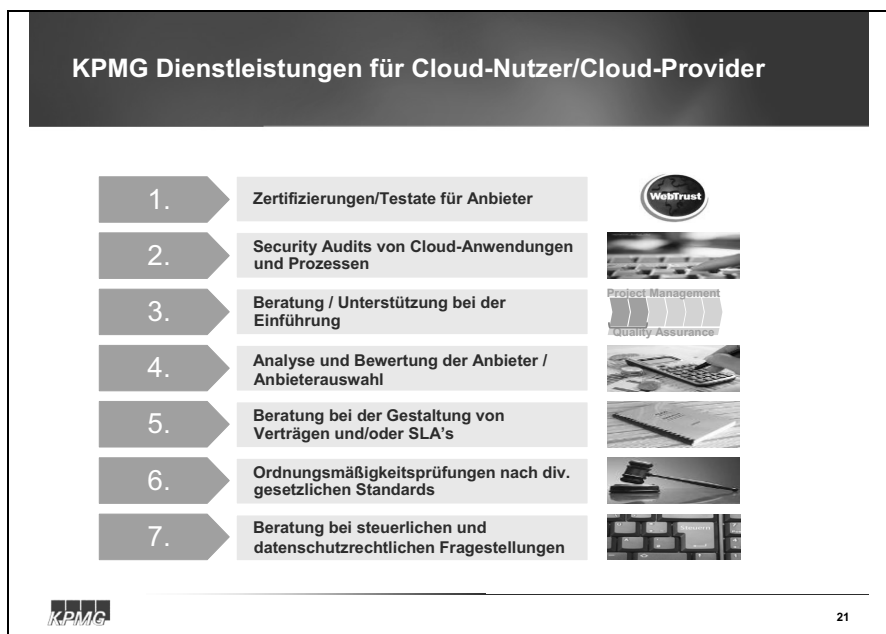 KPMG Dienstleistungen für Cloud-Nutzer/Cloud-Provider
1.
Zertifizierungen/Testate für Anbieter
WebTrust
2.
Security Audits von Cloud-Anwendungen
und Prozessen
3.
Beratung / Unterstützung bei der
Einführung
Project Management
Quality Assurance
4.
Analyse und Bewertung der Anbieter /
Anbieterauswahl
5.
Beratung bei der Gestaltung von
Verträgen und/oder SLA's
6.
Ordnungsmäßigkeitsprüfungen nach div.
gesetzlichen Standards
7.
Beratung bei steuerlichen und
datenschutzrechtlichen Fragestellungen
Steuern
KPMG
21